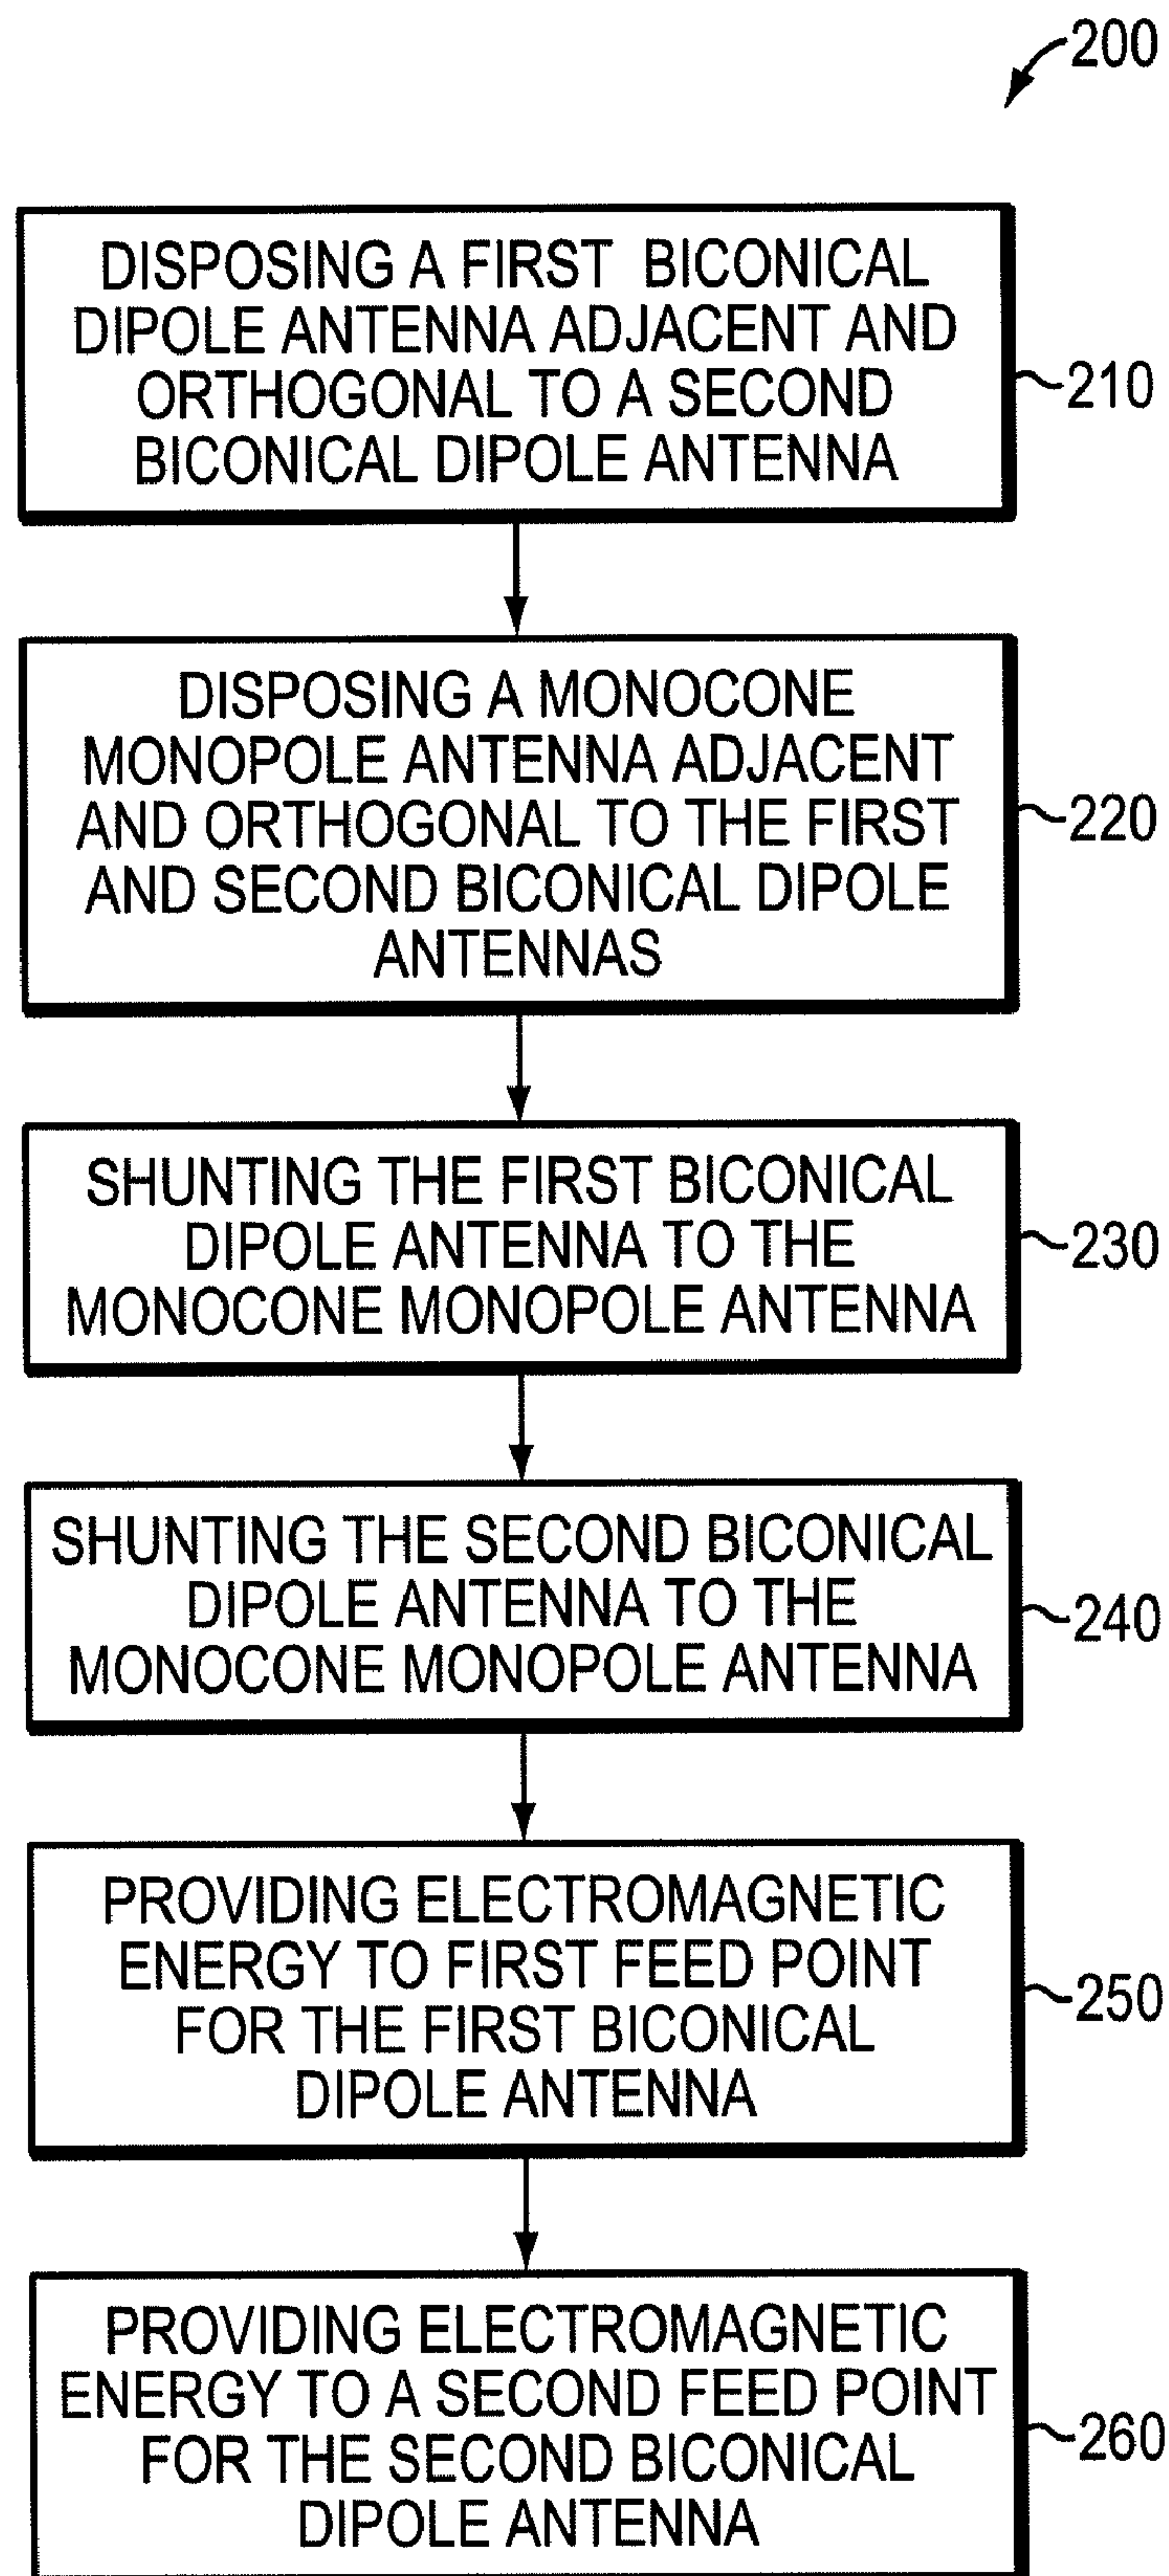 200
DISPOSING A FIRST BICONICAL
DIPOLE ANTENNA ADJACENT AND
ORTHOGONAL TO A SECOND
BICONICAL DIPOLE ANTENNA
210
DISPOSING A MONOCONE
MONOPOLE ANTENNA ADJACENT
AND ORTHOGONAL TO THE FIRST
AND SECOND BICONICAL DIPOLE
ANTENNAS
220
SHUNTING THE FIRST BICONICAL
DIPOLE ANTENNA TO THE
MONOCONE MONOPOLE ANTENNA
230
SHUNTING THE SECOND BICONICAL
DIPOLE ANTENNA TO THE
MONOCONE MONOPOLE ANTENNA
240
PROVIDING ELECTROMAGNETIC
ENERGY TO FIRST FEED POINT
FOR THE FIRST BICONICAL
DIPOLE ANTENNA
250
PROVIDING ELECTROMAGNETIC
ENERGY TO A SECOND FEED POINT
FOR THE SECOND BICONICAL
DIPOLE ANTENNA
260